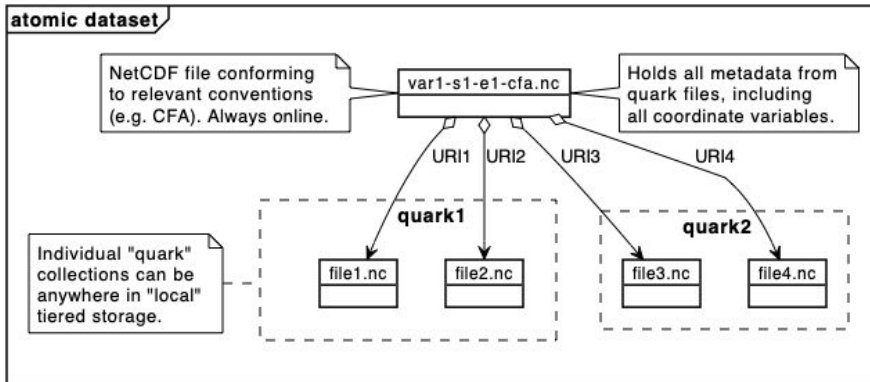 atomic dataset
NetCDF file conforming
to relevant conventions
(e.g. CFA). Always online.
var1-s1-e1-cfa.nc
Holds all metadata from
quark files, including
all coordinate variables.
URI1
URI2
URI3
URI4
quark1
quark2
Individual "quark"
collections can be
anywhere in "local"
tiered storage.
file1.nc
file2.nc
file3.nc
file4.nc